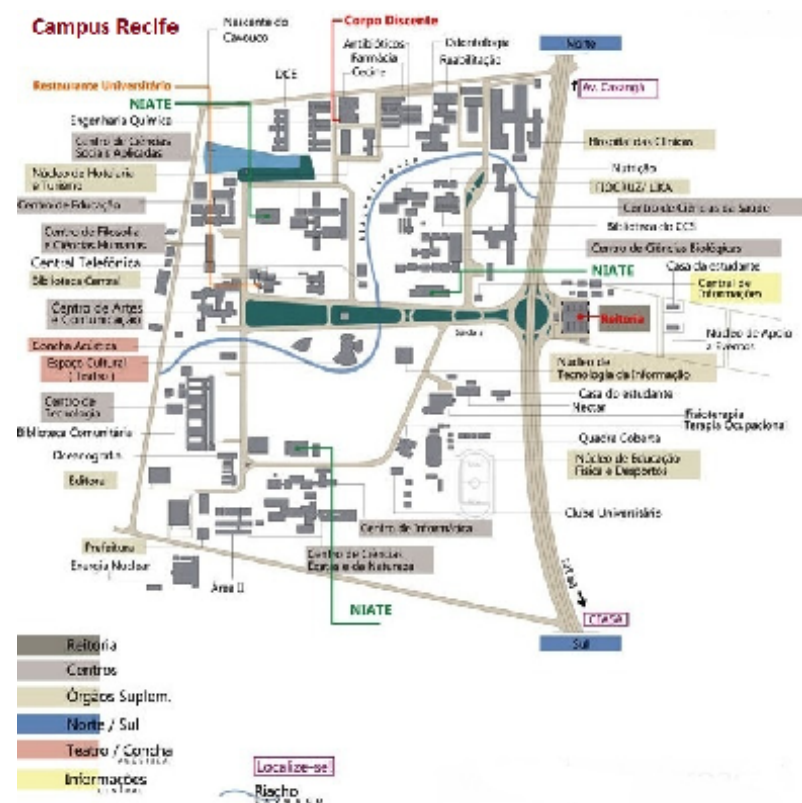 Campus Recife
Nascente do
Cavouco
Corpo Discente
Norte
Antibióticos
Farmácia
Odontologia
Reabilitação
DCE
Restaurante Universitário
Av. Caxangá
NIATE
Engenharia Química
Centro de Ciências
Sociais Aplicadas
Hospital das Clínicas
Núcleo de Hotelaria
e Turismo
Nutrição
FIOCRUZ/ LIKA
Centro de Educação
Centro de Ciências da Saúde
Biblioteca do CCS
Centro de Filosofia
e Ciências Humanas
Centro de Ciências Biológicas
Central Telefônica
NIATE
Casa da estudante
Biblioteca Central
Central de
Informações
Centro de Artes
e Comunicação
Reitoria
Núcleo de Apoio
a Eventos
Concha Acústica
Espaço Cultural
( Teatro )
Núcleo de
Tecnologia da Informação
Centro de
Tecnologia
Casa do estudante
Nectar
Fisioterapia
Terapia Ocupacional
Biblioteca Comunitária
Quadra Coberta
Oceanografia
Núcleo de Educação
Física e Desportos
Editora
Clube Universitário
Centro de Informática
Prefeitura
Centro de Ciências
Exatas e da Natureza
Energia Nuclear
Área II
NIATE
CEASA
Sul
Reitoria
Centros
Órgãos Suplem.
Norte / Sul
Teatro / Concha
ACÚSTICA
Informações
CENTRAL
Localize-se!
Riacho
CAVOUCO